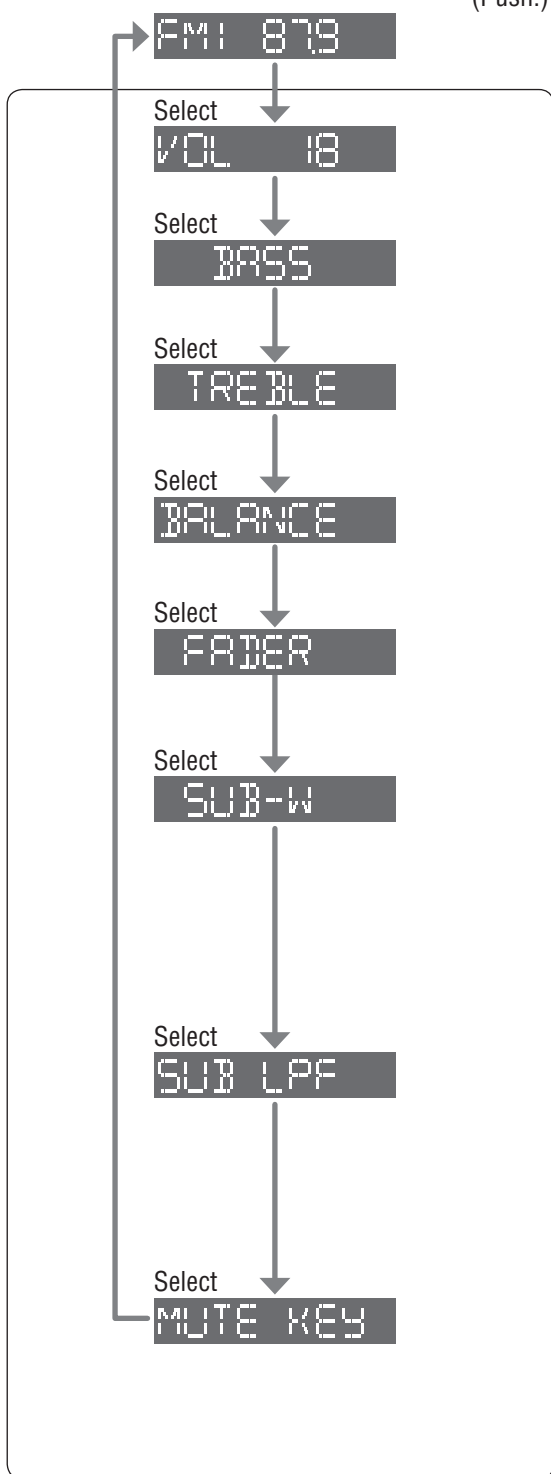 (Push.)
FM1 87.9
Select
VOL 18
Select
BASS
Select
TREBLE
Select
BALANCE
Select
FADER
Select
SUB-W
Select
SUB LPF
Select
MUTE KEY